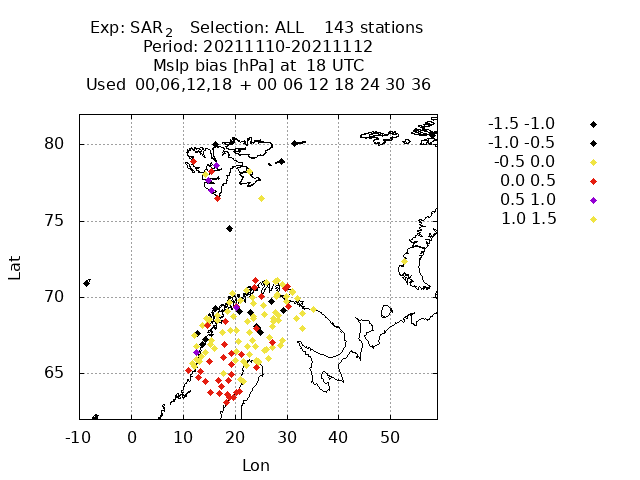 Exp: SAR2 Selection: ALL 143 stations
Period: 20211110-20211112
Mslp bias [hPa] at 18 UTC
Used 00,06,12,18 + 00 06 12 18 24 30 36
-1.5 -1.0
-1.0 -0.5
-0.5 0.0
0.0 0.5
0.5 1.0
1.0 1.5
80
75
70
65
Lat
-10 0 10 20 30 40 50
Lon